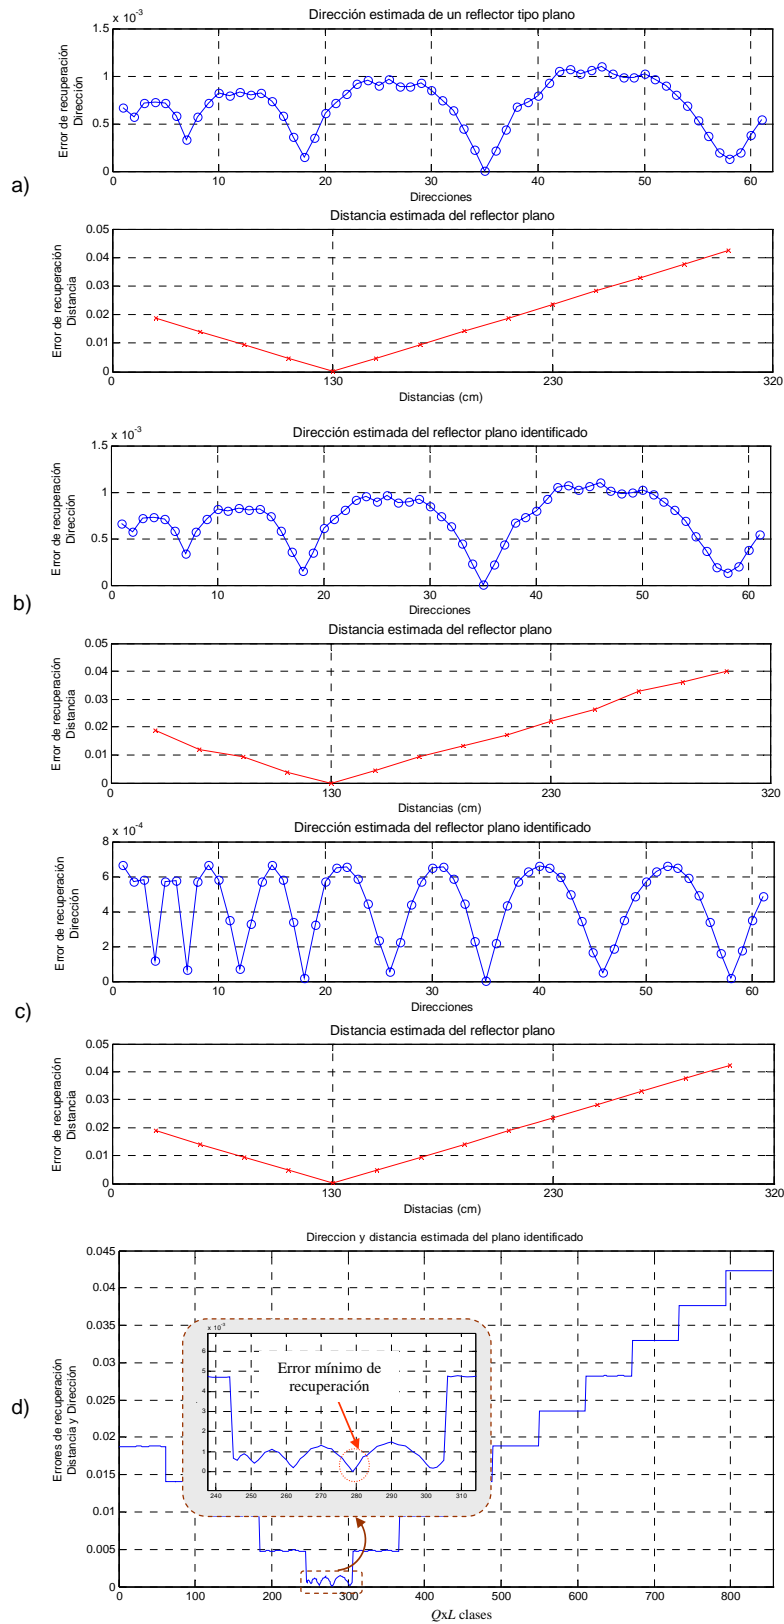 Dirección estimada de un reflector tipo plano
x 10^-3
1.5
1
0.5
0
Error de recuperación
Dirección
0 10 20 30 40 50 60
Direcciones
a)
Distancia estimada del reflector plano
0.05
0.04
0.03
0.02
0.01
0
Error de recuperación
Distancia
0 130 230 320
Distancias (cm)
Dirección estimada del reflector plano identificado
x 10^-3
1.5
1
0.5
0
Error de recuperación
Dirección
0 10 20 30 40 50 60
Direcciones
b)
Distancia estimada del reflector plano
0.05
0.04
0.03
0.02
0.01
0
Error de recuperación
Distancia
0 130 230 320
Distancias (cm)
Dirección estimada del reflector plano identificado
x 10^-4
8
6
4
2
0
Error de recuperación
Dirección
0 10 20 30 40 50 60
Direcciones
c)
Distancia estimada del reflector plano
0.05
0.04
0.03
0.02
0.01
0
Error de recuperación
Distancia
0 130 230 320
Distacias (cm)
Direccion y distancia estimada del plano identificado
0.045
0.04
0.035
0.03
0.025
0.02
0.015
0.01
0.005
0
Errores de recuperación
Distancia y Dirección
d)
x 10^-3
6
5
4
3
2
1
0
Error mínimo de
recuperación
240 250 260 270 280 290 300 310
0 100 200 300 400 500 600 700 800
QxL clases